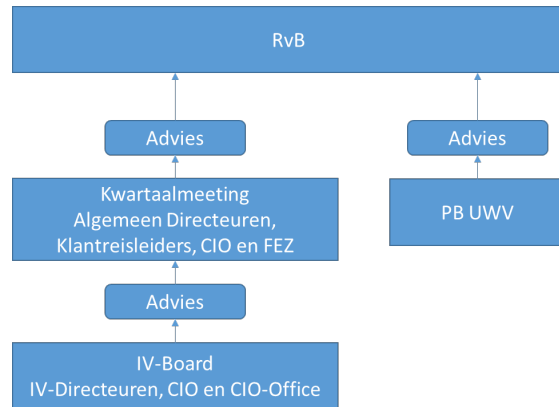 RvB
Advies
Advies
Kwartaalmeeting
Algemeen Directeuren,
Klantreisleiders, CIO en FEZ
PB UWV
Advies
IV-Board
IV-Directeuren, CIO en CIO-Office